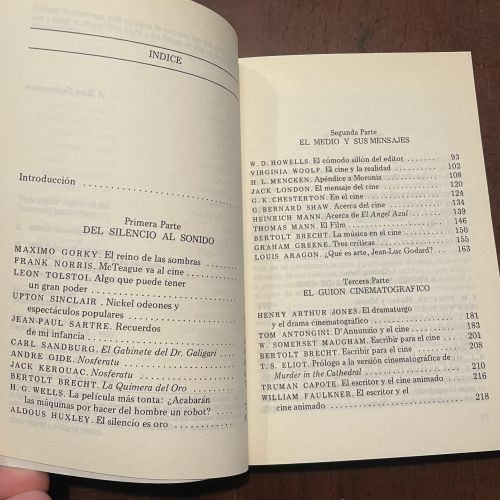 INDICE
Introducción
Primera Parte
DEL SILENCIO AL SONIDO
MAXIMO GORKY. El reino de las sombras
FRANK NORRIS. McTeague va al cine
LEON TOLSTOI. Algo que puede tener
un gran poder
UPTON SINCLAIR. Nickel odeones y
espectáculos populares
JEAN-PAUL SARTRE. Recuerdos
de mi infancia
CARL SANDBURG. El Gabinete del Dr. Galigari
ANDRE GIDE. Nosferatu
JACK KEROUAC. Nosferatu
BERTOLT BRECHT. La Quimera del Oro
H. G. WELLS. La película más tonta: ¿Acabarán
las máquinas por hacer del hombre un robot?
ALDOUS HUXLEY. El silencio es oro
Segunda Parte
EL MEDIO Y SUS MENSAJES
W. D. HOWELLS. El cómodo sillón del editor 93
VIRGINIA WOOLF. El cine y la realidad 102
H. L. MENCKEN. Apéndice a Moronia 108
JACK LONDON. El mensaje del cine 120
G. K. CHESTERTON. En el cine 124
G. BERNARD SHAW. Acerca del cine 134
HEINRICH MANN. Acerca de El Angel Azul 139
THOMAS MANN. El Film 146
BERTOLT BRECHT. La música en el cine 150
GRAHAM GREENE. Tres críticas 155
LOUIS ARAGON. ¿Qué es arte, Jean-Luc Godard? 163
Tercera Parte
EL GUION CINEMATOGRAFICO
HENRY ARTHUR JONES. El dramaturgo
y el drama cinematográfico 181
TOM ANTONGINI. D'Annunzio y el cine 183
W. SOMERSET MAUGHAM. Escribir para el cine 201
BERTOLT BRECHT. Escribir para el cine 208
T. S. ELIOT. Prólogo a la versión cinematográfica de
Murder in the Cathedral 210
TRUMAN CAPOTE. El escritor y el cine animado 216
WILLIAM FAULKNER. El escritor y el
cine animado 218